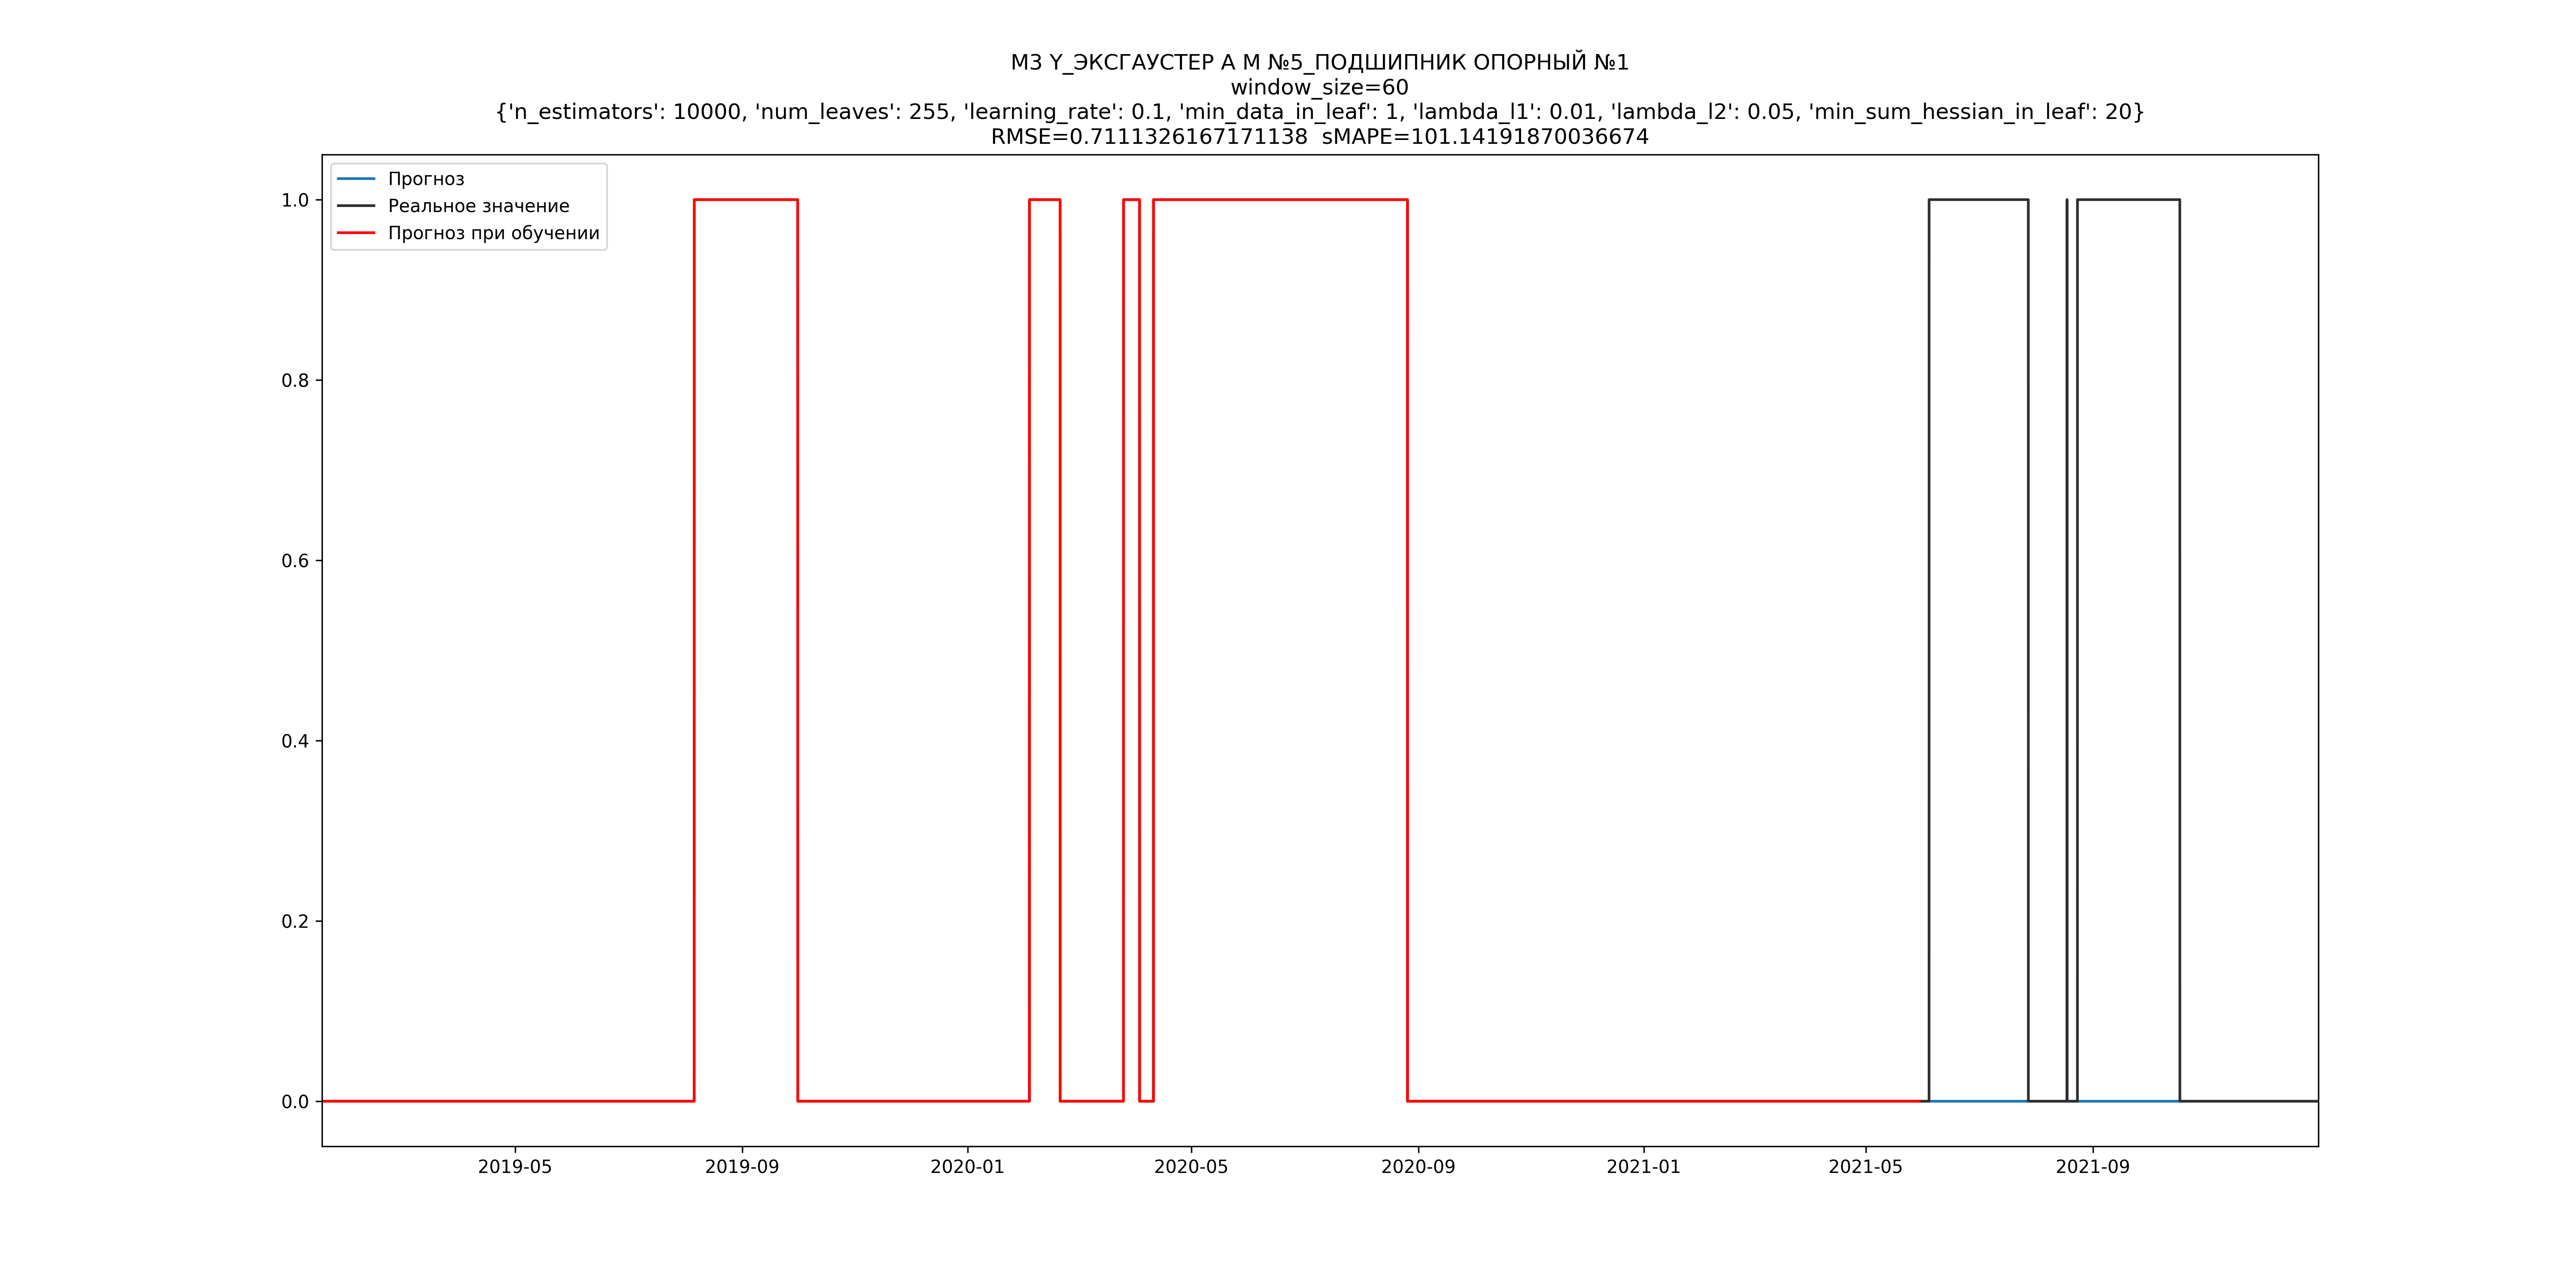 М3 Y_ЭКСГАУСТЕР А М №5_ПОДШИПНИК ОПОРНЫЙ №1
window_size=60
{'n_estimators': 10000, 'num_leaves': 255, 'learning_rate': 0.1, 'min_data_in_leaf': 1, 'lambda_l1': 0.01, 'lambda_l2': 0.05, 'min_sum_hessian_in_leaf': 20}
RMSE=0.7111326167171138  sMAPE=101.14191870036674
Прогноз
Реальное значение
Прогноз при обучении
1.0
0.8
0.6
0.4
0.2
0.0
2019-05
2019-09
2020-01
2020-05
2020-09
2021-01
2021-05
2021-09